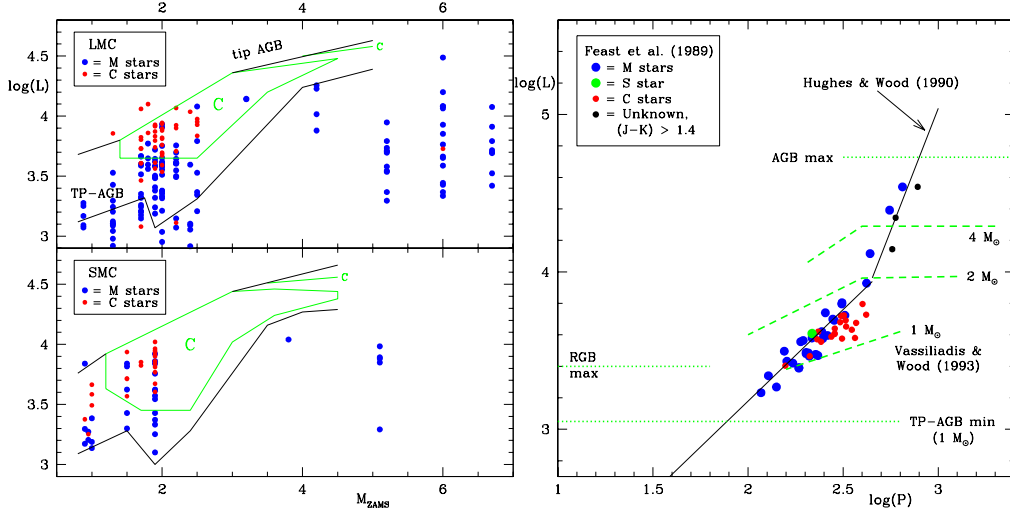 2 4 6
LMC
= M stars
= C stars
log(L)
4.5
4
3.5
3
tip AGB
C
C
TP-AGB
SMC
= M stars
= C stars
4.5
4
3.5
3
C
C
2 4 6
M_ZAMS
log(L)
5
4
3
Feast et al. (1989)
= M stars
= S star
= C stars
= Unknown,
(J-K) > 1.4
Hughes & Wood
(1990)
AGB max
4 M⊙
2 M⊙
1 M⊙
Vassiliadis &
Wood (1993)
RGB
max
TP-AGB min
(1 M⊙)
1 1.5 2 2.5 3
log(P)